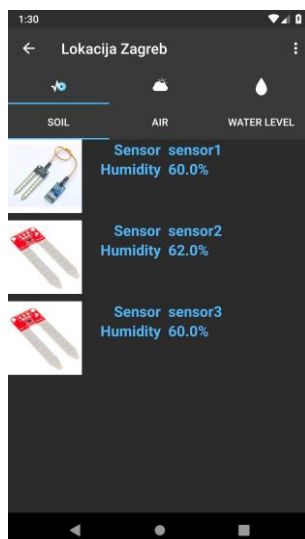 1:30
Lokacija Zagreb
SOIL AIR WATER LEVEL
Sensor sensor1
Humidity 60.0%
Sensor sensor2
Humidity 62.0%
Sensor sensor3
Humidity 60.0%